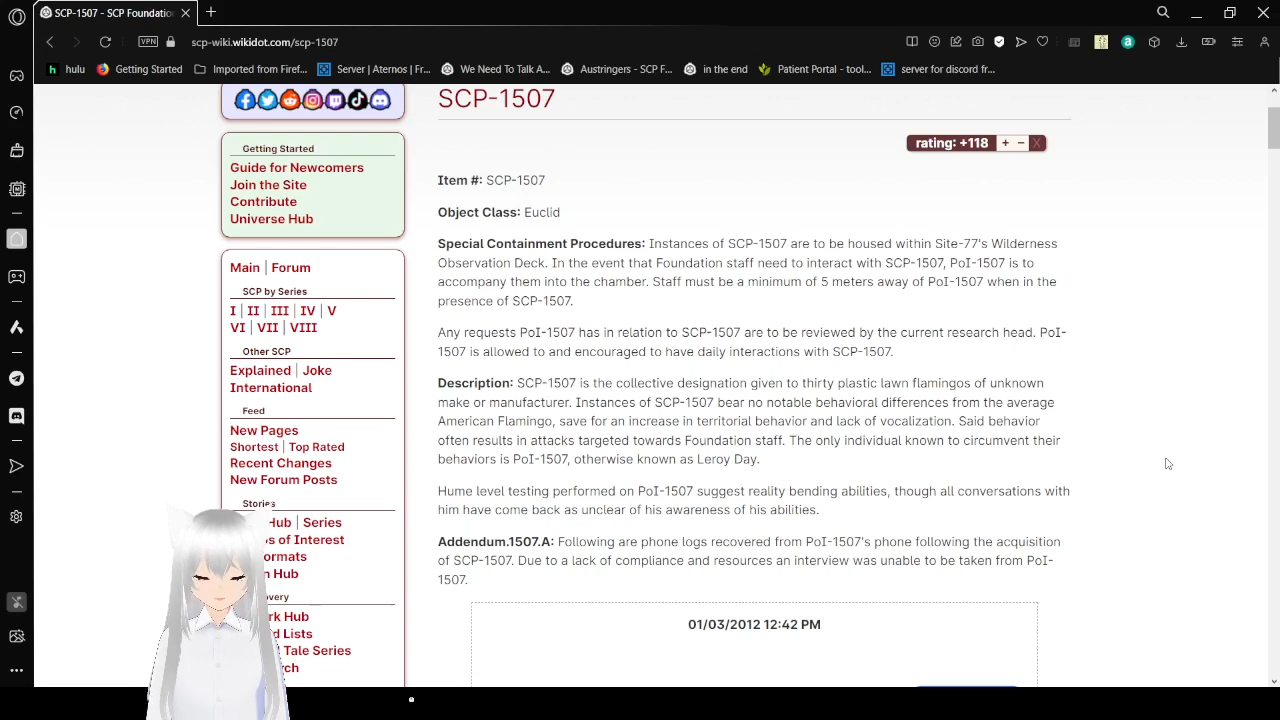 SCP-1507 - SCP Foundatio
scp-wiki.wikidot.com/scp-1507
VPN
hulu
Getting Started
Imported from Firef...
Server | Aternos | Fr...
We Need To Talk A...
Austringers - SCP F...
in the end
Patient Portal - tool...
server for discord fr...
Getting Started
Guide for Newcomers
Join the Site
Contribute
Universe Hub
Main | Forum
SCP by Series
I | II | III | IV | V
VI | VII | VIII
Other SCP
Explained | Joke
International
Feed
New Pages
Shortest | Top Rated
Recent Changes
New Forum Posts
Stories
Hub | Series
s of Interest
ormats
n Hub
overy
rk Hub
d Lists
Tale Series
rch
SCP-1507
rating: +118 + − X
Item #: SCP-1507
Object Class: Euclid
Special Containment Procedures: Instances of SCP-1507 are to be housed within Site-77's Wilderness
Observation Deck. In the event that Foundation staff need to interact with SCP-1507, PoI-1507 is to
accompany them into the chamber. Staff must be a minimum of 5 meters away of PoI-1507 when in the
presence of SCP-1507.
Any requests PoI-1507 has in relation to SCP-1507 are to be reviewed by the current research head. PoI-
1507 is allowed to and encouraged to have daily interactions with SCP-1507.
Description: SCP-1507 is the collective designation given to thirty plastic lawn flamingos of unknown
make or manufacturer. Instances of SCP-1507 bear no notable behavioral differences from the average
American Flamingo, save for an increase in territorial behavior and lack of vocalization. Said behavior
often results in attacks targeted towards Foundation staff. The only individual known to circumvent their
behaviors is PoI-1507, otherwise known as Leroy Day.
Hume level testing performed on PoI-1507 suggest reality bending abilities, though all conversations with
him have come back as unclear of his awareness of his abilities.
Addendum.1507.A: Following are phone logs recovered from PoI-1507's phone following the acquisition
of SCP-1507. Due to a lack of compliance and resources an interview was unable to be taken from PoI-
1507.
01/03/2012 12:42 PM